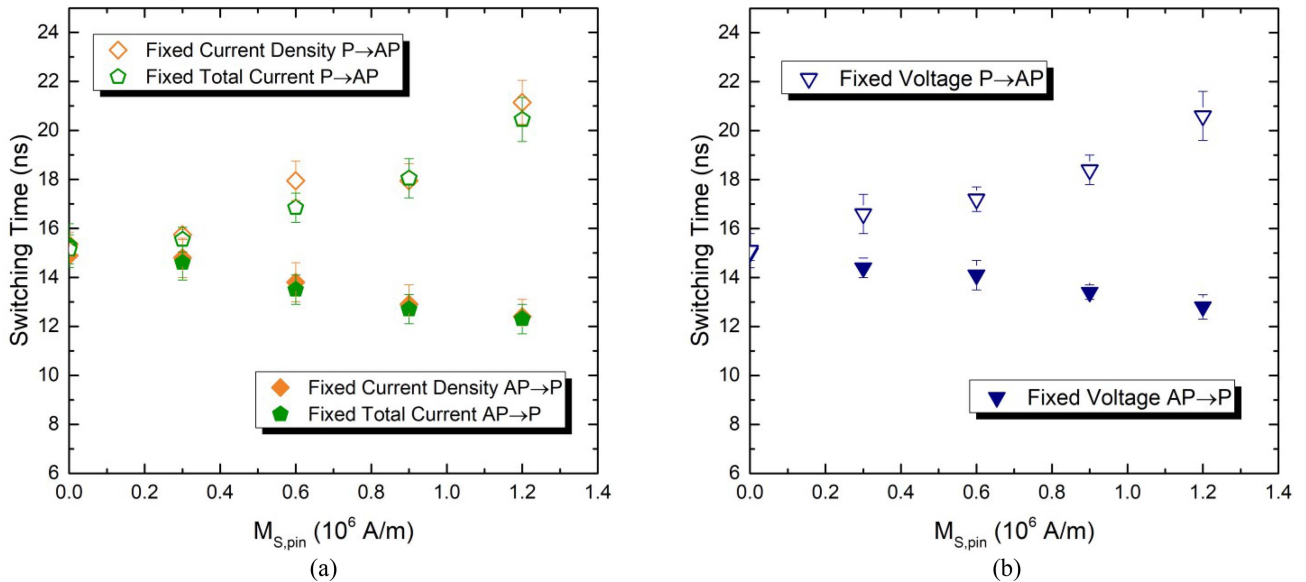 24
22
20
18
16
14
12
10
8
6
Switching Time (ns)
Fixed Current Density P→AP
Fixed Total Current P→AP
Fixed Current Density AP→P
Fixed Total Current AP→P
0.0 0.2 0.4 0.6 0.8 1.0 1.2 1.4
M_S,pin (10^6 A/m)
(a)
24
22
20
18
16
14
12
10
8
6
Switching Time (ns)
Fixed Voltage P→AP
Fixed Voltage AP→P
0.0 0.2 0.4 0.6 0.8 1.0 1.2 1.4
M_S,pin (10^6 A/m)
(b)